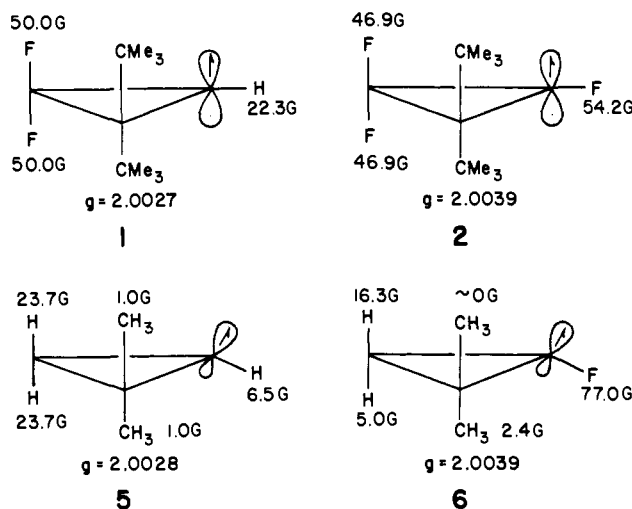 50.0G
F
CMe3
H
22.3G
F
50.0G
CMe3
g = 2.0027
1
46.9G
F
CMe3
F
54.2G
F
46.9G
CMe3
g = 2.0039
2
23.7G
H
1.0G
CH3
H
6.5G
H
23.7G
CH3 1.0G
g = 2.0028
5
16.3G
H
~0G
CH3
F
77.0G
H
5.0G
CH3 2.4G
g = 2.0039
6